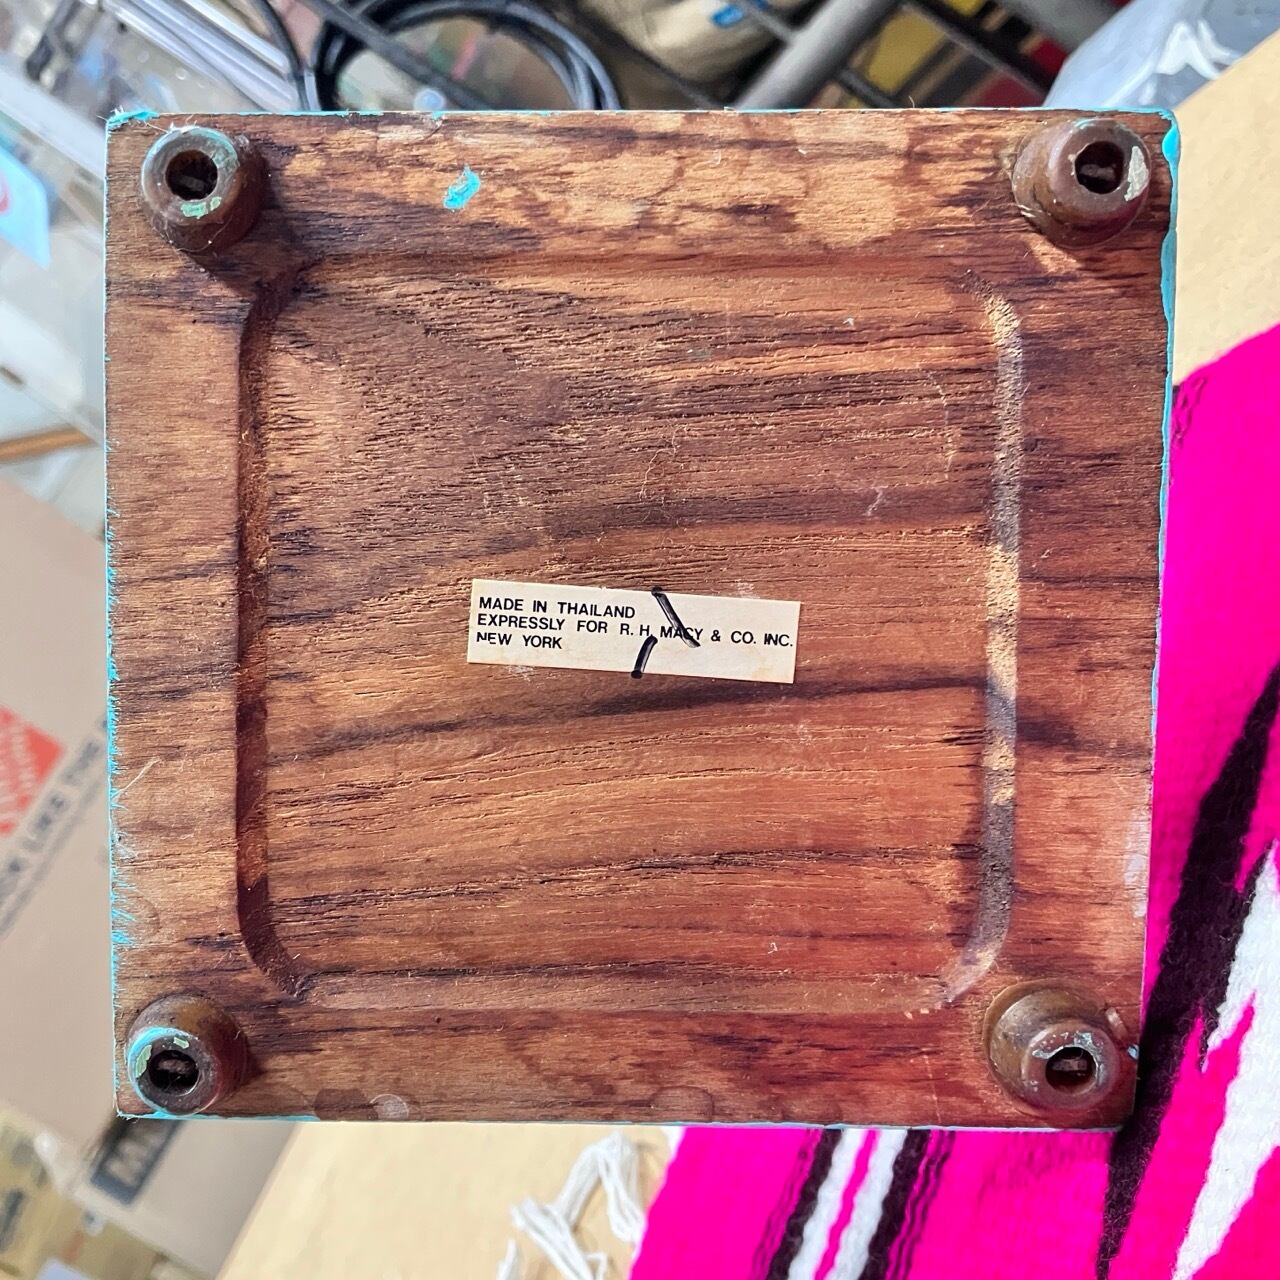 MADE IN THAILAND
EXPRESSLY FOR R. H. MACY & CO. INC.
NEW YORK